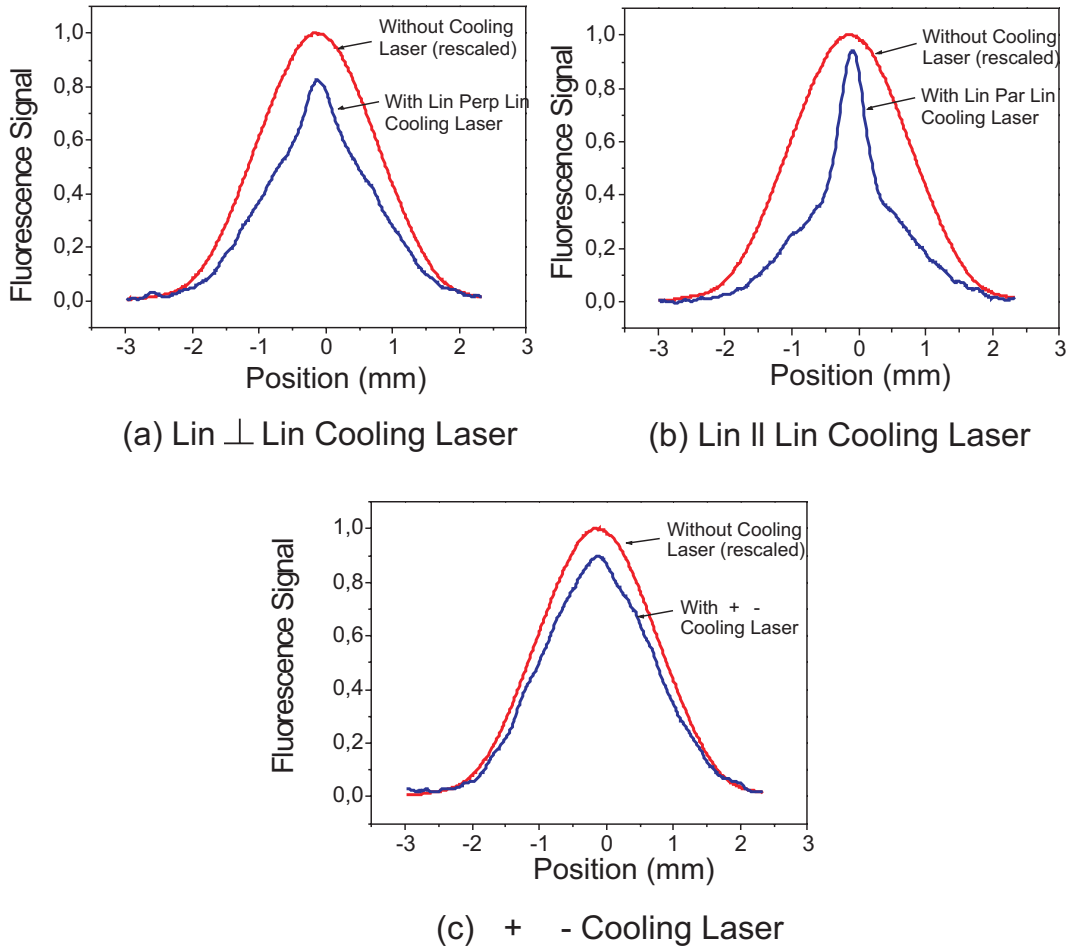 1,0
0,8
0,6
0,4
0,2
0,0
Fluorescence Signal
Without Cooling
Laser (rescaled)
With Lin Perp Lin
Cooling Laser
-3 -2 -1 0 1 2 3
Position (mm)
(a) Lin ⊥ Lin Cooling Laser
1,0
0,8
0,6
0,4
0,2
0,0
Fluorescence Signal
Without Cooling
Laser (rescaled)
With Lin Par Lin
Cooling Laser
-3 -2 -1 0 1 2 3
Position (mm)
(b) Lin ll Lin Cooling Laser
1,0
0,8
0,6
0,4
0,2
0,0
Fluorescence Signal
Without Cooling
Laser (rescaled)
With + -
Cooling Laser
-3 -2 -1 0 1 2 3
Position (mm)
(c) + - Cooling Laser